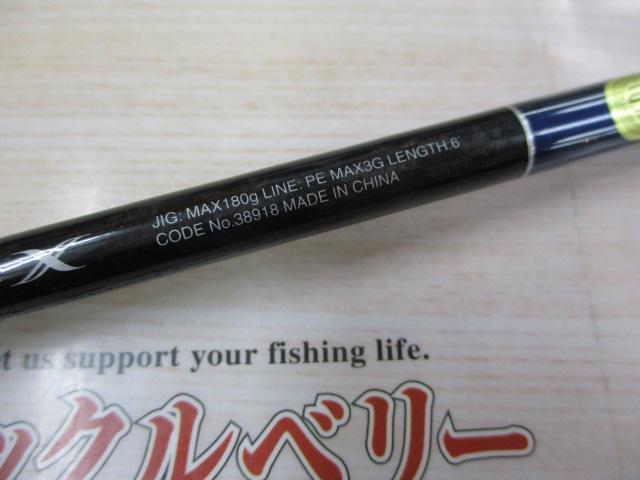 JIG: MAX180g LINE: PE MAX3G LENGTH:6'
CODE No.38918 MADE IN CHINA
X
et us support your fishing life.
ックルベリー